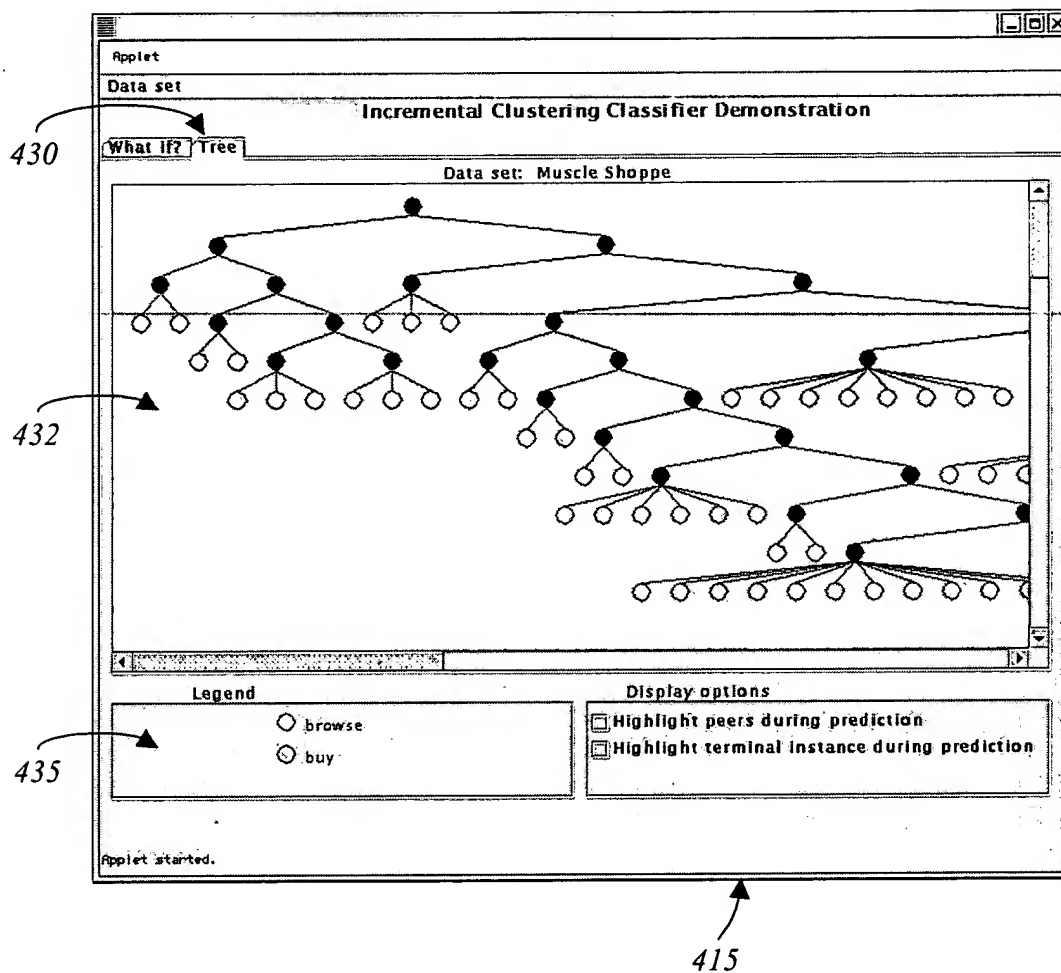 Applet
Data set
Incremental Clustering Classifier Demonstration
430
What If? Tree
Data set: Muscle Shoppe
432
Legend
Display options
browse
Highlight peers during prediction
buy
Highlight terminal instance during prediction
435
Applet started.
415